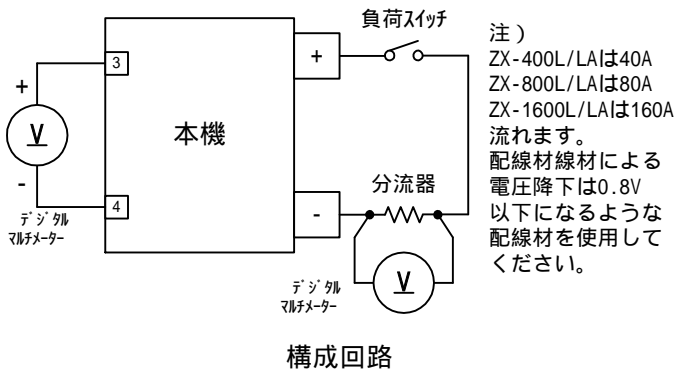 負荷スイッチ
3
+
+
V
-
4
デジタル
マルチメーター
本機
-
分流器
V
デジタル
マルチメーター
注）
ZX-400L/LAは40A
ZX-800L/LAは80A
ZX-1600L/LAは160A
流れます。
配線材線材による
電圧降下は0.8V
以下になるような
配線材を使用して
ください。
構成回路